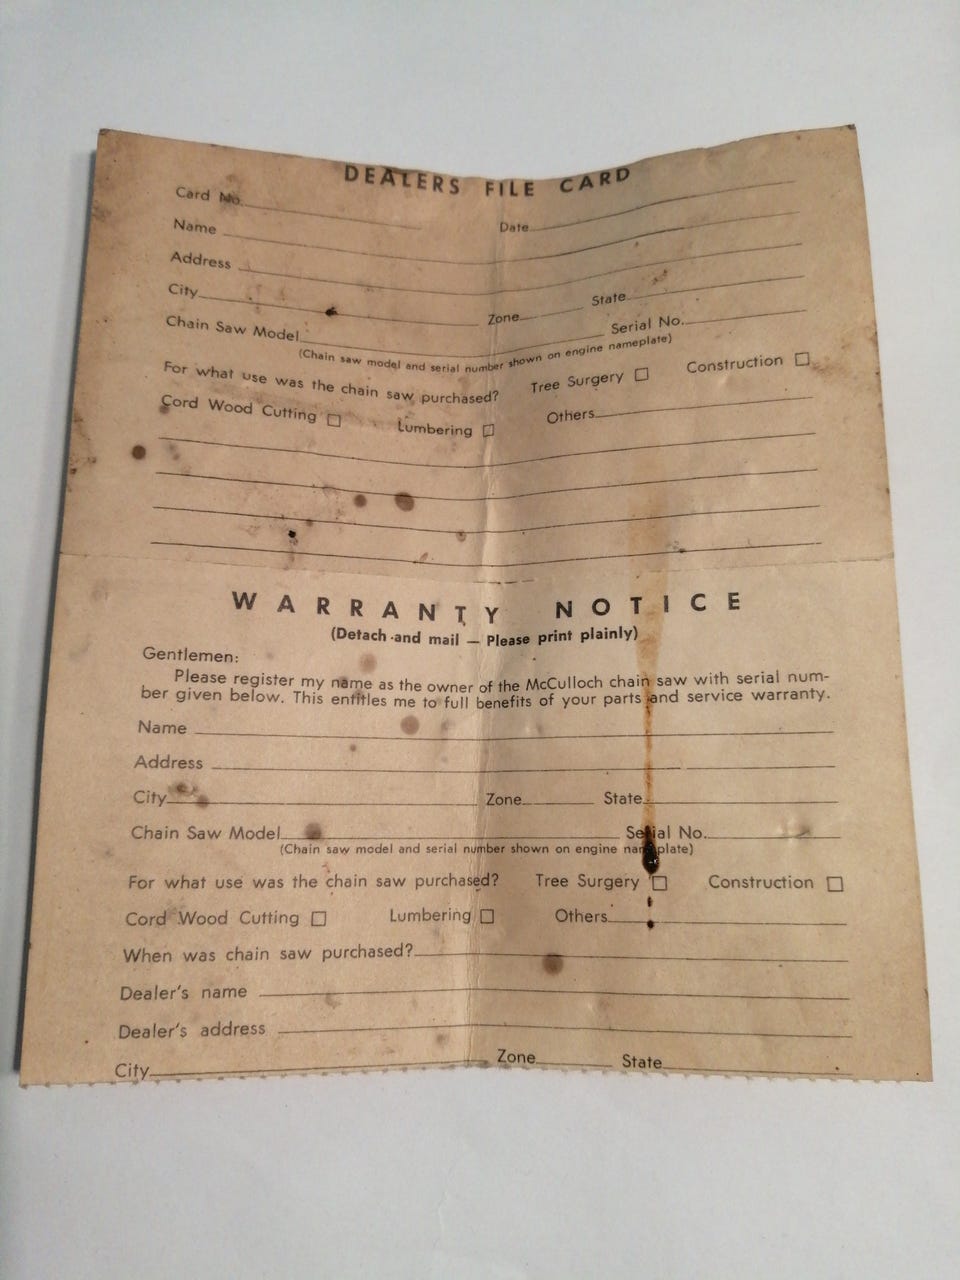 DEALERS FILE CARD
Card No. Date
Name
Address
City Zone State
Chain Saw Model Serial No.
(Chain saw model and serial number shown on engine nameplate)
For what use was the chain saw purchased? Tree Surgery Construction
Cord Wood Cutting Lumbering Others
WARRANTY NOTICE
(Detach and mail — Please print plainly)
Gentlemen:
Please register my name as the owner of the McCulloch chain saw with serial num-
ber given below. This entitles me to full benefits of your parts and service warranty.
Name
Address
City Zone State
Chain Saw Model Serial No.
(Chain saw model and serial number shown on engine nameplate)
For what use was the chain saw purchased? Tree Surgery Construction
Cord Wood Cutting Lumbering Others
When was chain saw purchased?
Dealer's name
Dealer's address
City Zone State